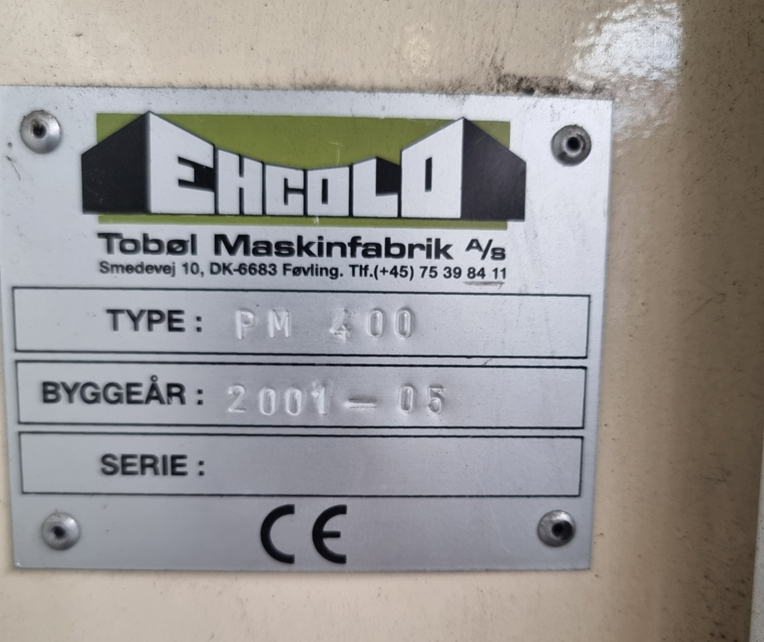 EHCOLO
Tobøl Maskinfabrik A/s
Smedevej 10, DK-6683 Føvling. Tlf.(+45) 75 39 84 11
TYPE : PM 400
BYGGEÅR : 2001 — 05
SERIE :
CE